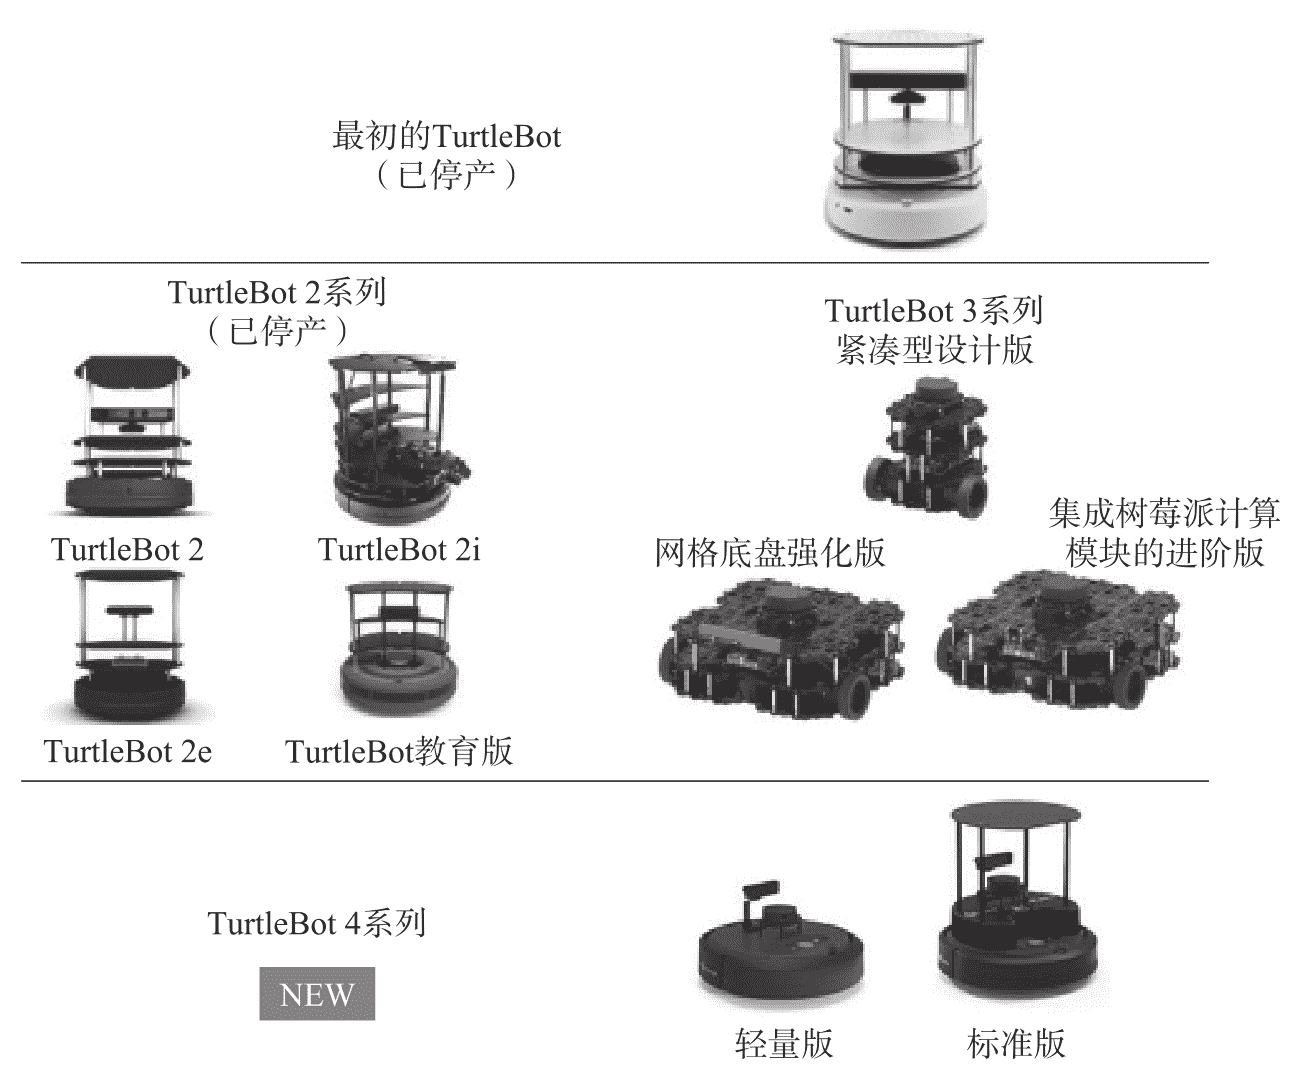 最初的TurtleBot
（已停产）
TurtleBot 2系列
（已停产）
TurtleBot 2
TurtleBot 2i
TurtleBot 2e
TurtleBot教育版
TurtleBot 3系列
紧凑型设计版
网格底盘强化版
集成树莓派计算
模块的进阶版
TurtleBot 4系列
NEW
轻量版
标准版